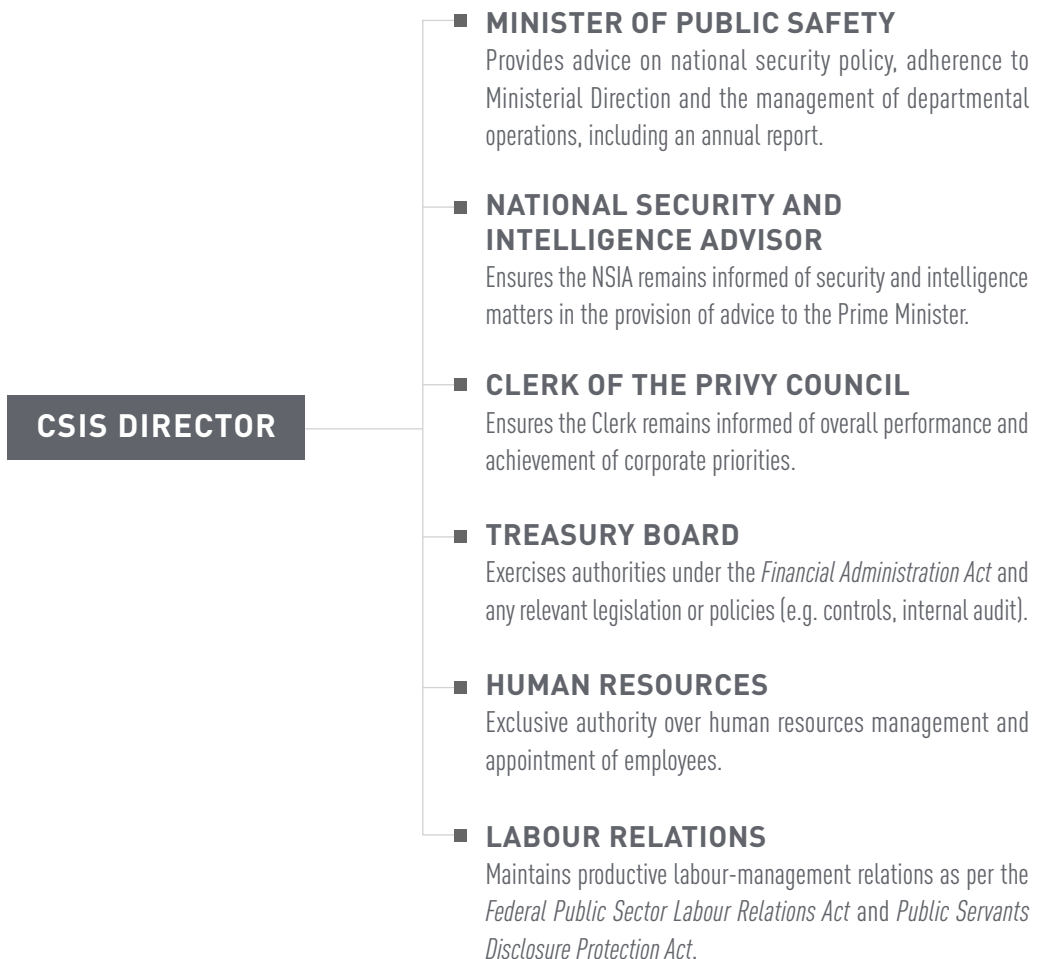 MINISTER OF PUBLIC SAFETY
Provides advice on national security policy, adherence to
Ministerial Direction and the management of departmental
operations, including an annual report.
NATIONAL SECURITY AND
INTELLIGENCE ADVISOR
Ensures the NSIA remains informed of security and intelligence
matters in the provision of advice to the Prime Minister.
CLERK OF THE PRIVY COUNCIL
Ensures the Clerk remains informed of overall performance and
achievement of corporate priorities.
CSIS DIRECTOR
TREASURY BOARD
Exercises authorities under the Financial Administration Act and
any relevant legislation or policies (e.g. controls, internal audit).
HUMAN RESOURCES
Exclusive authority over human resources management and
appointment of employees.
LABOUR RELATIONS
Maintains productive labour-management relations as per the
Federal Public Sector Labour Relations Act and Public Servants
Disclosure Protection Act.